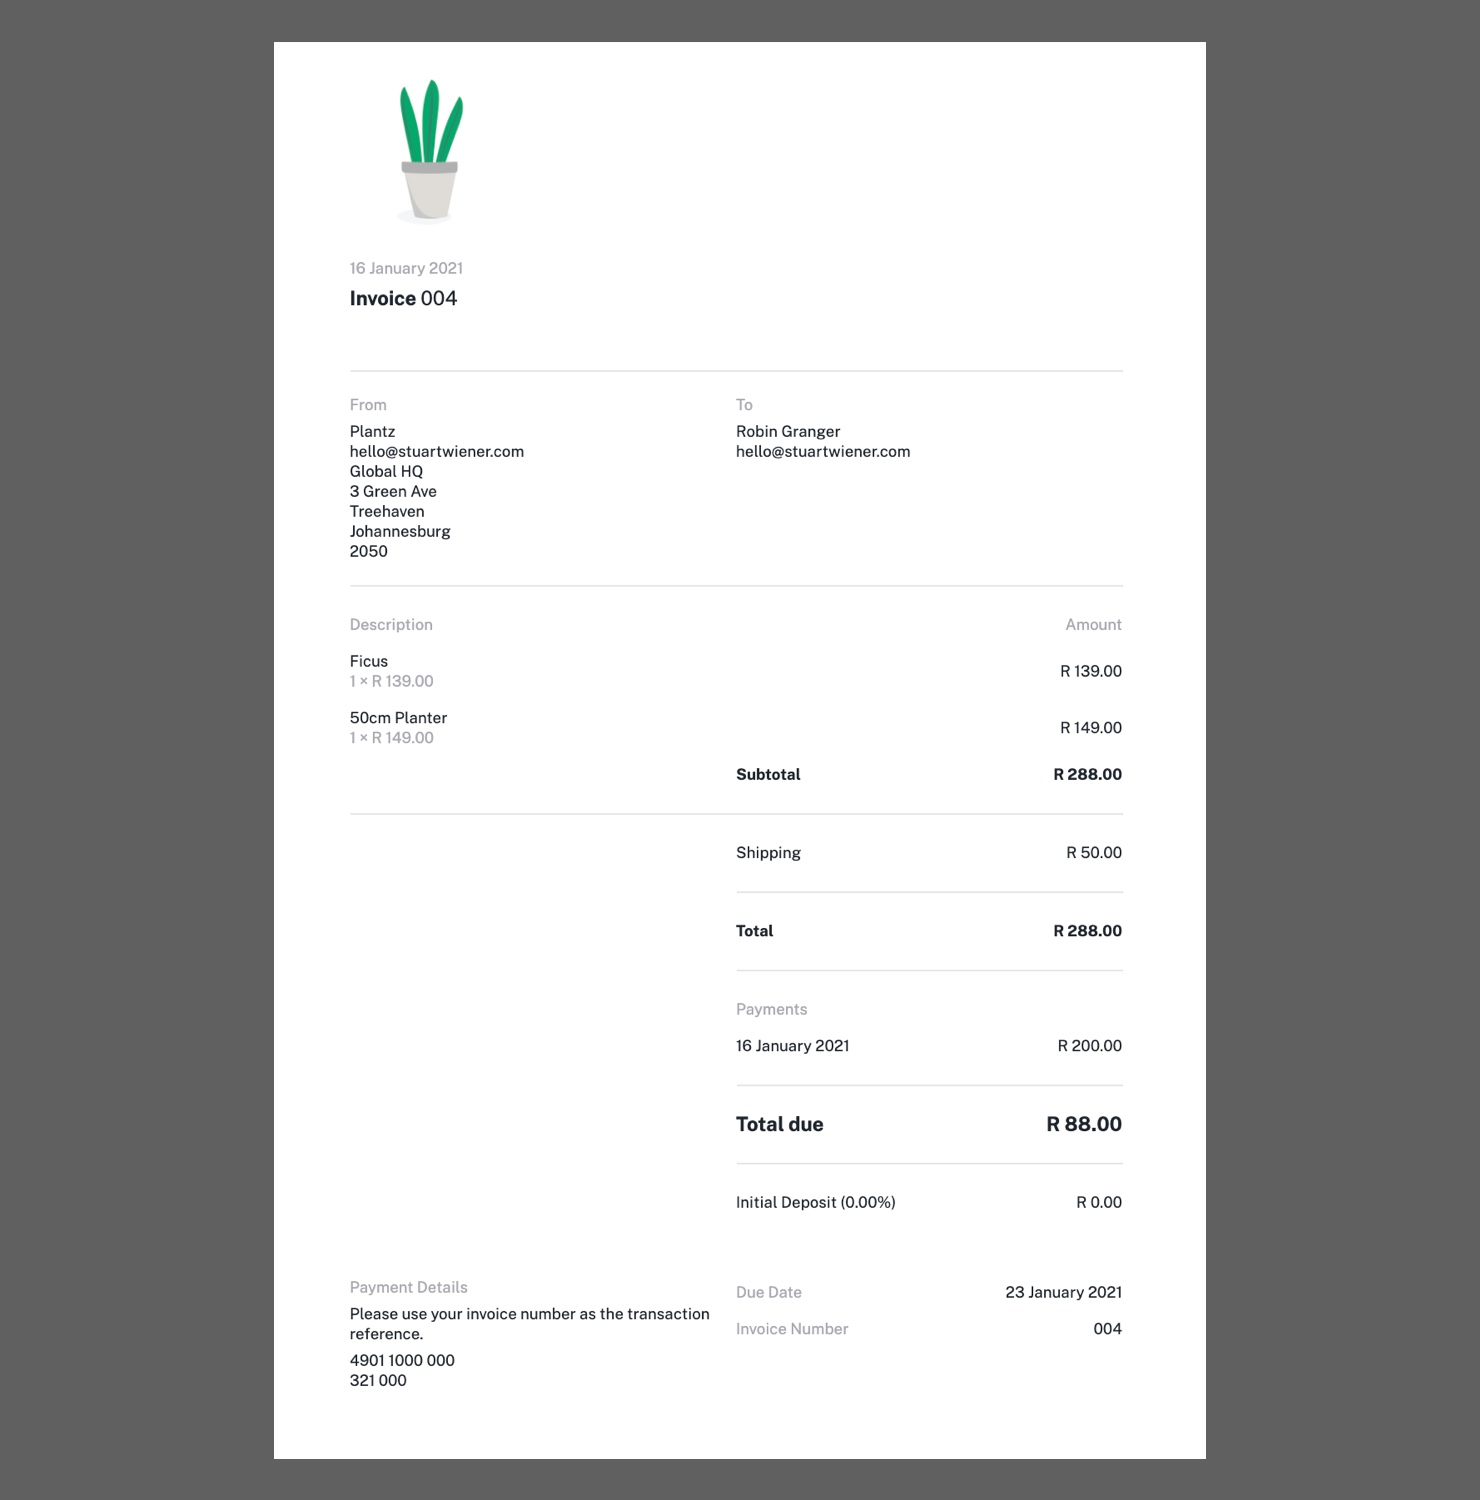 16 January 2021
Invoice 004
From
Plantz
hello@stuartwiener.com
Global HQ
3 Green Ave
Treehaven
Johannesburg
2050
To
Robin Granger
hello@stuartwiener.com
Description Amount
Ficus
1 × R 139.00
R 139.00
50cm Planter
1 × R 149.00
R 149.00
Subtotal R 288.00
Shipping R 50.00
Total R 288.00
Payments
16 January 2021 R 200.00
Total due R 88.00
Initial Deposit (0.00%) R 0.00
Payment Details
Please use your invoice number as the transaction
reference.
4901 1000 000
321 000
Due Date 23 January 2021
Invoice Number 004